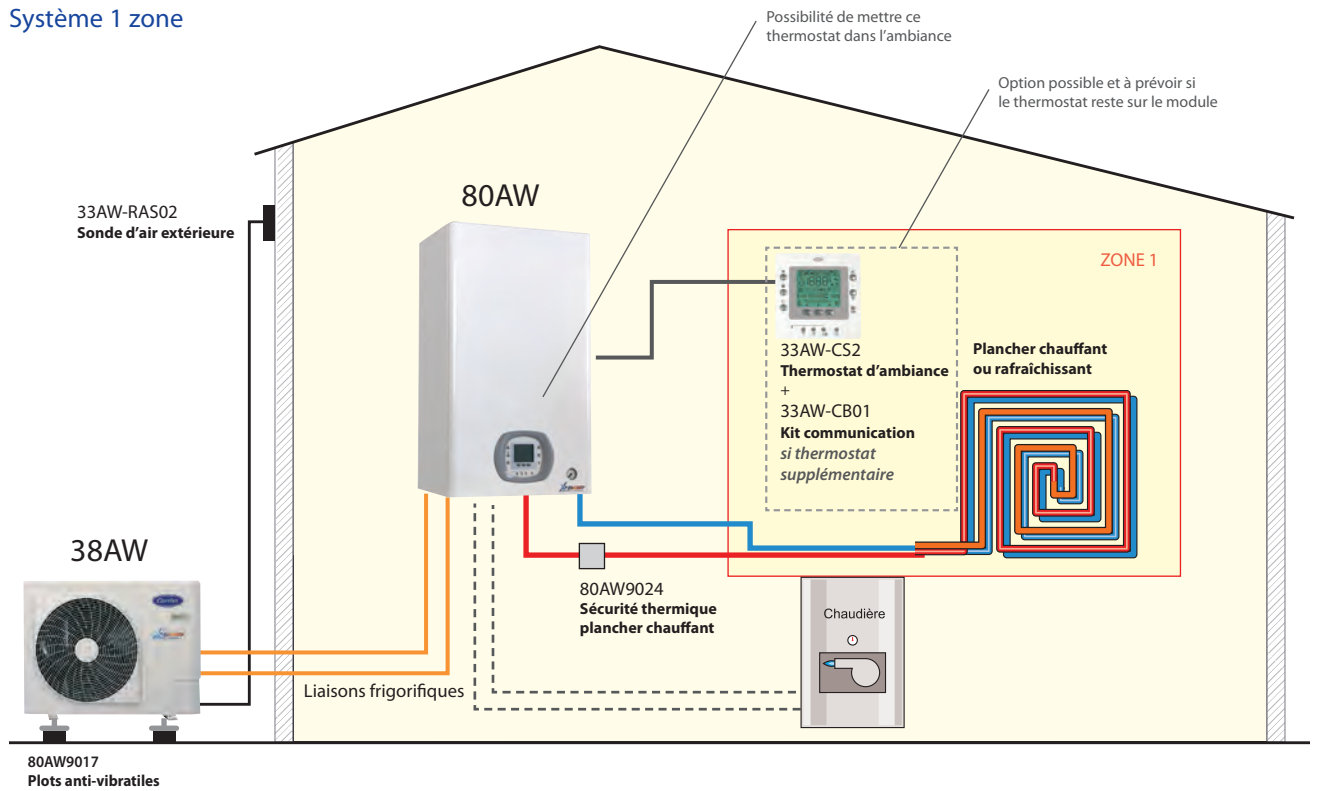 Système 1 zone
Possibilité de mettre ce
thermostat dans l'ambiance
Option possible et à prévoir si
le thermostat reste sur le module
80AW
33AW-RAS02
Sonde d'air extérieure
ZONE 1
33AW-CS2
Thermostat d'ambiance
+
33AW-CB01
Kit communication
si thermostat
supplémentaire
Plancher chauffant
ou rafraîchissant
38AW
80AW9024
Sécurité thermique
plancher chauffant
Chaudière
Liaisons frigorifiques
80AW9017
Plots anti-vibratiles